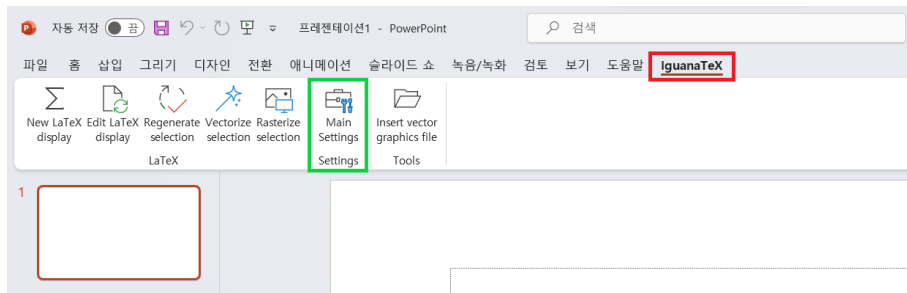 자동 저장 끔 프레젠테이션1 - PowerPoint 검색
파일 홈 삽입 그리기 디자인 전환 애니메이션 슬라이드 쇼 녹음/녹화 검토 보기 도움말 IguanaTeX
New LaTeX Edit LaTeX Regenerate Vectorize Rasterize Main Insert vector
display display selection selection selection Settings graphics file
LaTeX Settings Tools
1